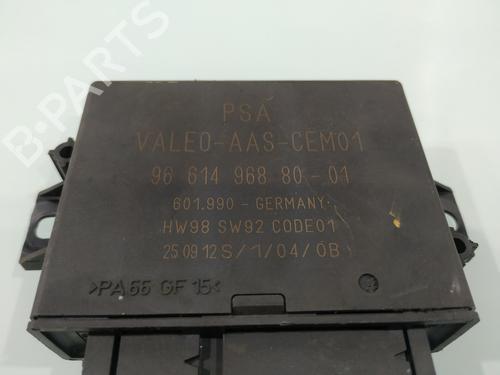 PSA
VALEO-AAS-CEM01
96 614 968 80-01
601.990 - GERMANY:
HW98 SW92 CODE01
25 09 12 S/1/04/0B
>PA66 GF 15<
B-PARTS